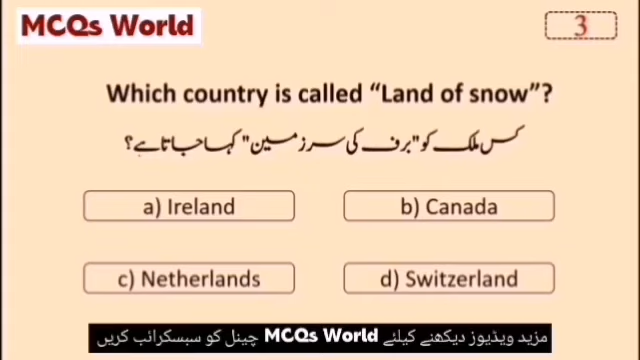 MCQs World
3
Which country is called “Land of snow”?
کس ملک کو "برف کی سرزمین" کہا جاتا ہے؟
a) Ireland
b) Canada
c) Netherlands
d) Switzerland
مزید ویڈیوز دیکھنے کیلئے MCQs World چینل کو سبسکرائب کریں